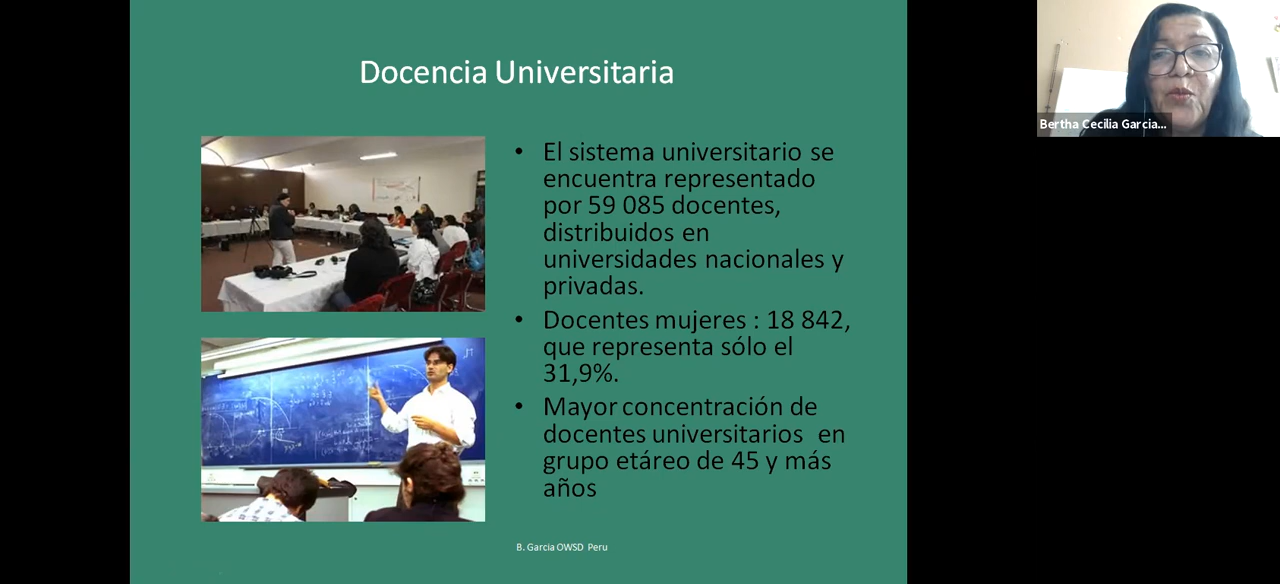 Docencia Universitaria
• El sistema universitario se
encuentra representado
por 59 085 docentes,
distribuidos en
universidades nacionales y
privadas.
• Docentes mujeres : 18 842,
que representa sólo el
31,9%.
• Mayor concentración de
docentes universitarios en
grupo etáreo de 45 y más
años
B. Garcia OWSD Peru
Bertha Cecilia Garcia...